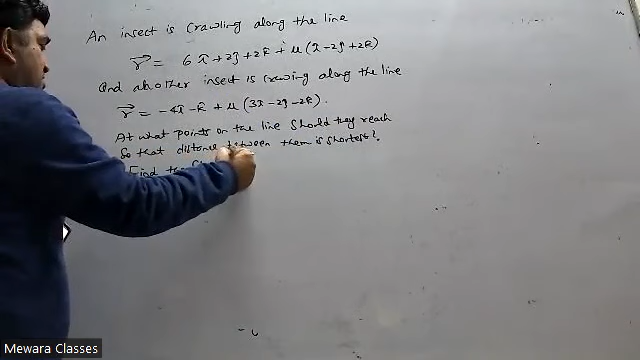 An insect is crawling along the line
r⃗ = 6î+2ĵ+2k̂+μ(î-2ĵ+2k̂)
And another insect is crawing along the line
r⃗ = -4î-k̂+μ(3î-2ĵ-2k̂).
At what points on the line should they reach
So that distance between them is shortest?.
Find the
Mewara Classes